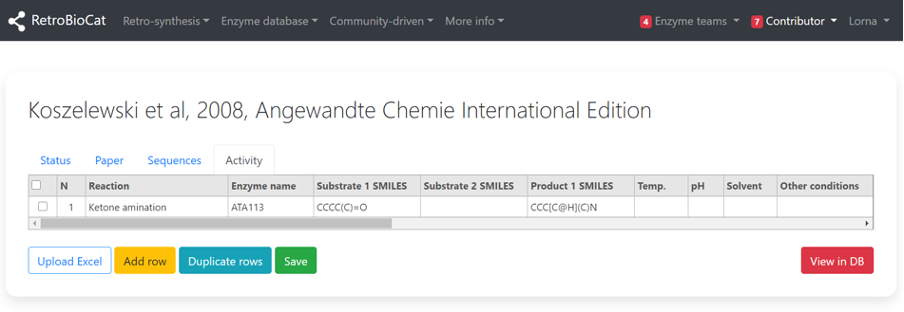 RetroBioCat Retro-synthesis Enzyme database Community-driven More info 4 Enzyme teams 7 Contributor Lorna
Koszelewski et al, 2008, Angewandte Chemie International Edition
Status Paper Sequences Activity
N Reaction Enzyme name Substrate 1 SMILES Substrate 2 SMILES Product 1 SMILES Temp. pH Solvent Other conditions
1 Ketone amination ATA113 CCCC(C)=O CCC[C@H](C)N
Upload Excel Add row Duplicate rows Save View in DB